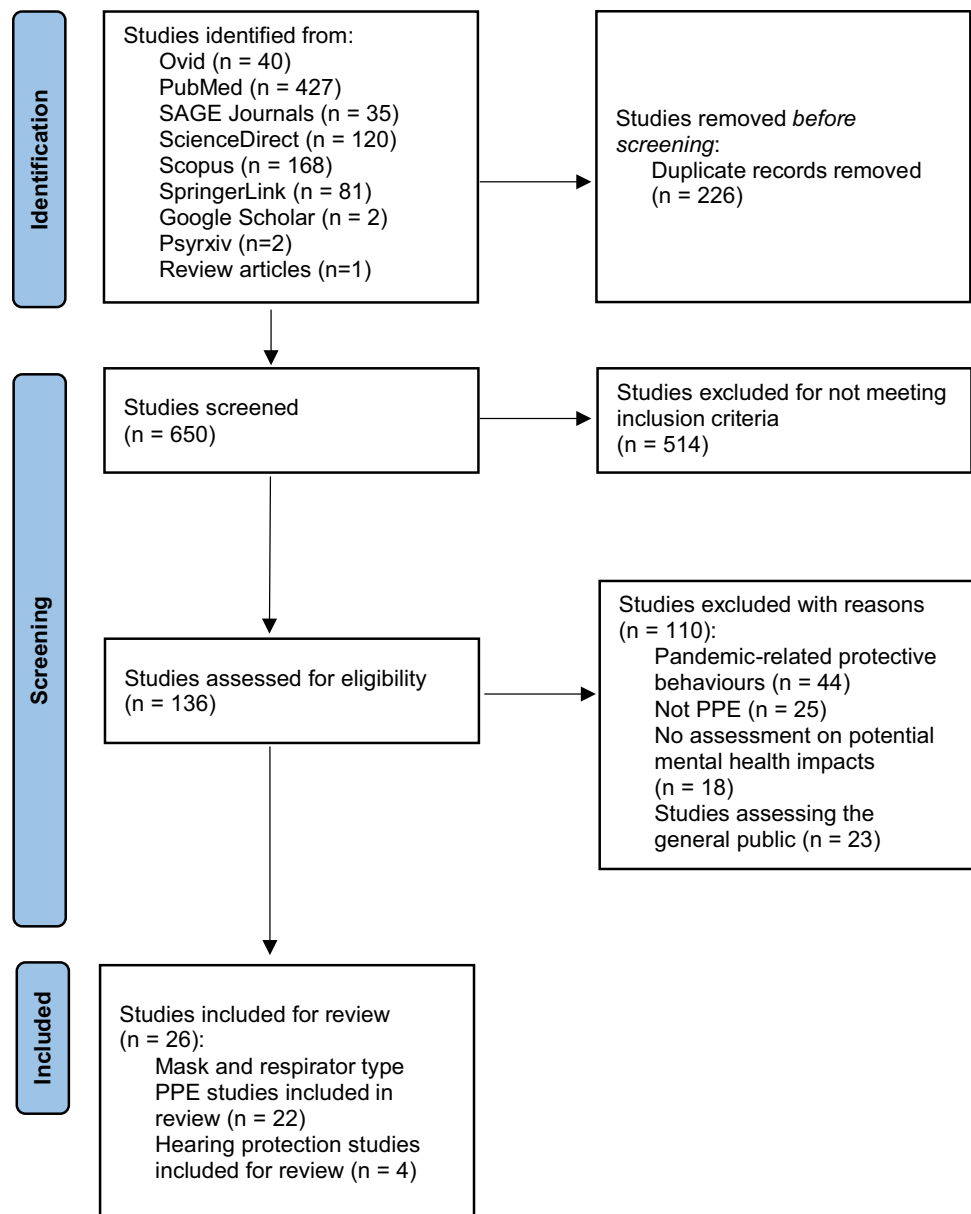 Identification
Studies identified from:
Ovid (n = 40)
PubMed (n = 427)
SAGE Journals (n = 35)
ScienceDirect (n = 120)
Scopus (n = 168)
SpringerLink (n = 81)
Google Scholar (n = 2)
Psyrxiv (n=2)
Review articles (n=1)
Studies removed before
screening:
Duplicate records removed
(n = 226)
Screening
Studies screened
(n = 650)
Studies excluded for not meeting
inclusion criteria
(n = 514)
Studies assessed for eligibility
(n = 136)
Studies excluded with reasons
(n = 110):
Pandemic-related protective
behaviours (n = 44)
Not PPE (n = 25)
No assessment on potential
mental health impacts
(n = 18)
Studies assessing the
general public (n = 23)
Included
Studies included for review
(n = 26):
Mask and respirator type
PPE studies included in
review (n = 22)
Hearing protection studies
included for review (n = 4)